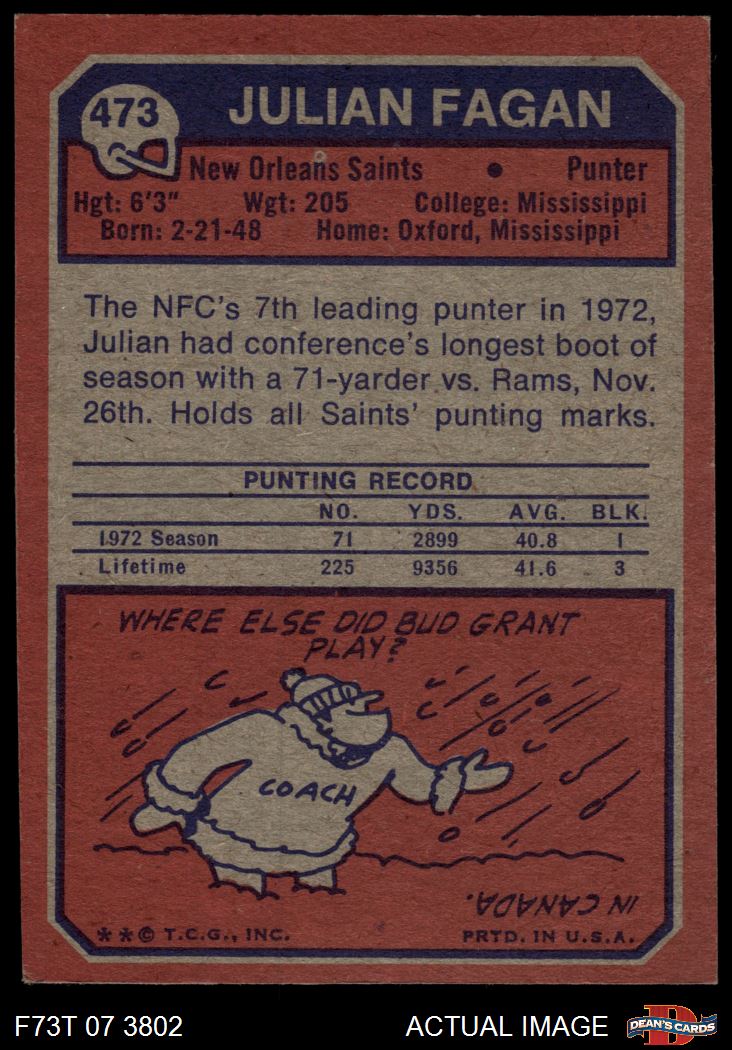 473
JULIAN FAGAN
New Orleans Saints • Punter
Hgt: 6'3" Wgt: 205 College: Mississippi
Born: 2-21-48 Home: Oxford, Mississippi
The NFC's 7th leading punter in 1972,
Julian had conference's longest boot of
season with a 71-yarder vs. Rams, Nov.
26th. Holds all Saints' punting marks.
PUNTING RECORD
NO. YDS. AVG. BLK.
1972 Season 71 2899 40.8 1
Lifetime 225 9356 41.6 3
WHERE ELSE DID BUD GRANT
PLAY?
COACH
IN CANADA.
**© T.C.G., INC. PRTD. IN U.S.A.
F73T 07 3802 ACTUAL IMAGE D DEAN'S CARDS